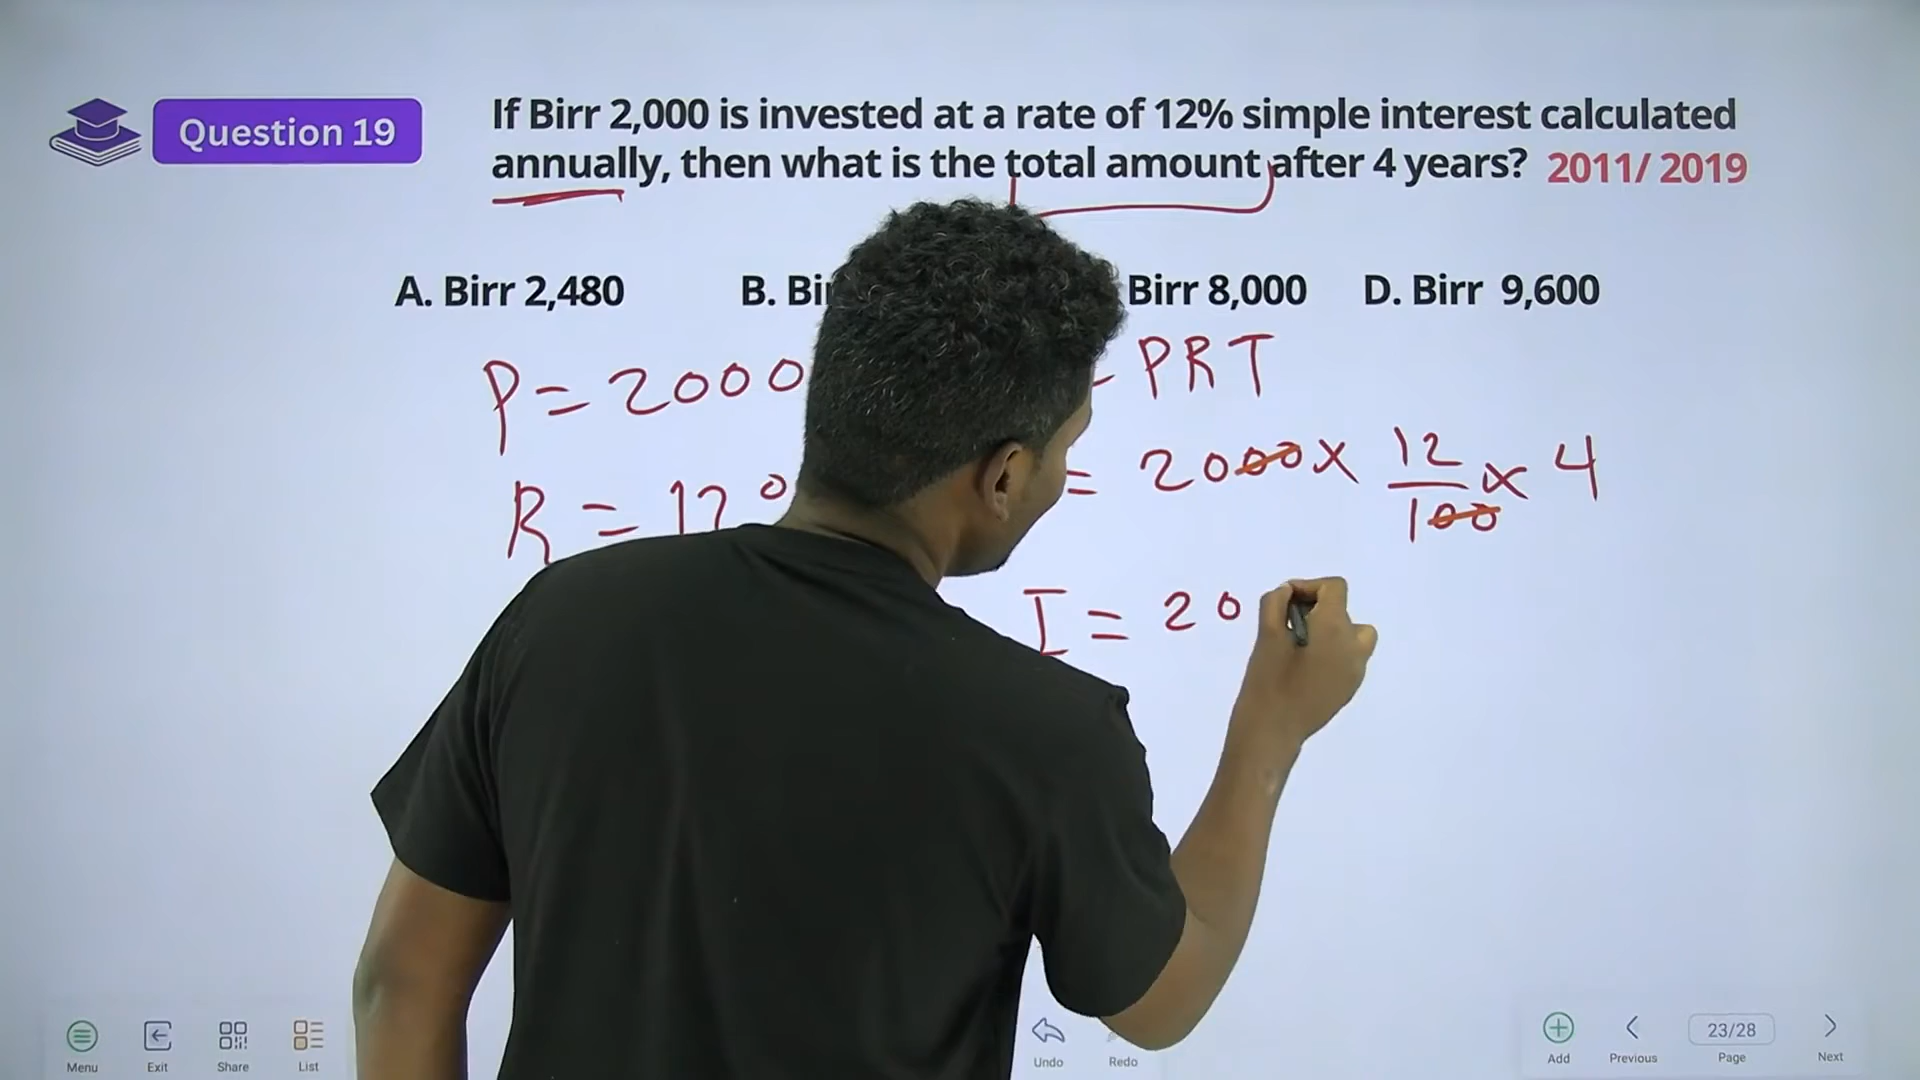 Question 19
If Birr 2,000 is invested at a rate of 12% simple interest calculated
annually, then what is the total amount after 4 years? 2011/ 2019
A. Birr 2,480 B. Birr 8,000 D. Birr 9,600
P = 2000 PRT
= 2000 x 12/100 x 4
R = 12
I = 20
Menu Exit Share List Undo Redo Add Previous 23/28 Page Next